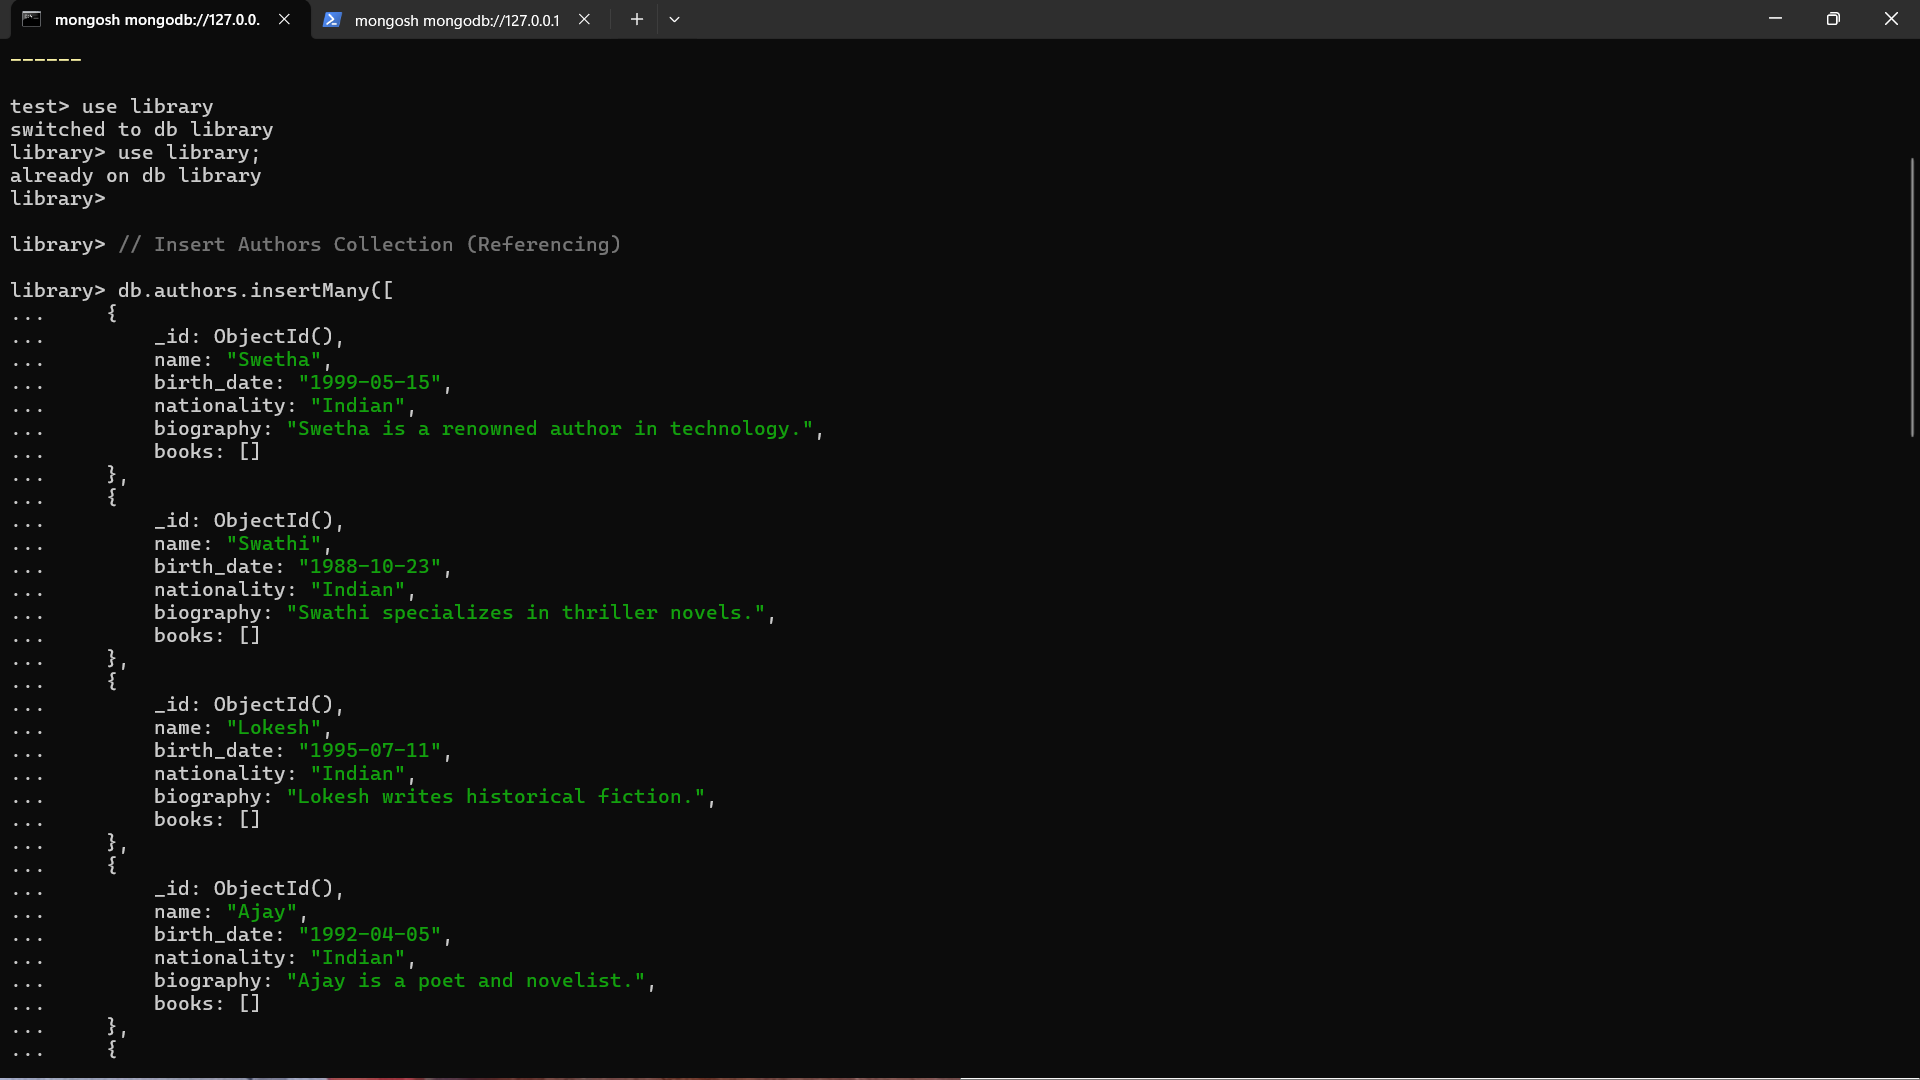 mongosh mongodb://127.0.0.
mongosh mongodb://127.0.0.1
------
test> use library
switched to db library
library> use library;
already on db library
library>
library> // Insert Authors Collection (Referencing)
library> db.authors.insertMany([
...     {
...         _id: ObjectId(),
...         name: "Swetha",
...         birth_date: "1999-05-15",
...         nationality: "Indian",
...         biography: "Swetha is a renowned author in technology.",
...         books: []
...     },
...     {
...         _id: ObjectId(),
...         name: "Swathi",
...         birth_date: "1988-10-23",
...         nationality: "Indian",
...         biography: "Swathi specializes in thriller novels.",
...         books: []
...     },
...     {
...         _id: ObjectId(),
...         name: "Lokesh",
...         birth_date: "1995-07-11",
...         nationality: "Indian",
...         biography: "Lokesh writes historical fiction.",
...         books: []
...     },
...     {
...         _id: ObjectId(),
...         name: "Ajay",
...         birth_date: "1992-04-05",
...         nationality: "Indian",
...         biography: "Ajay is a poet and novelist.",
...         books: []
...     },
...     {